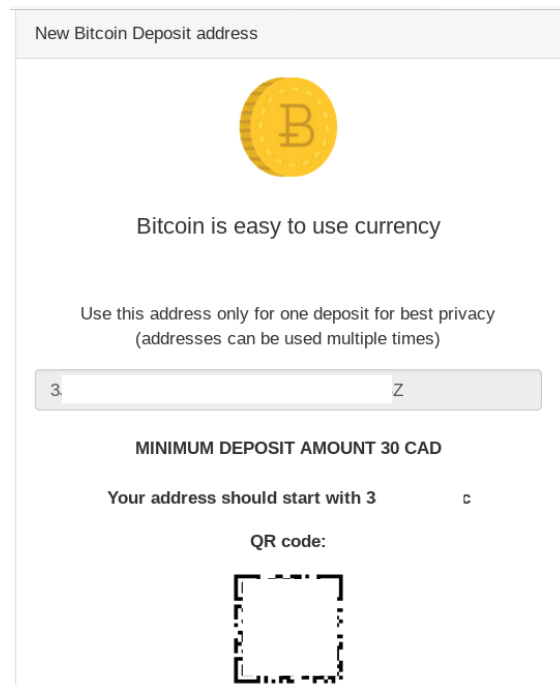 New Bitcoin Deposit address
Bitcoin is easy to use currency
Use this address only for one deposit for best privacy
(addresses can be used multiple times)
3 Z
MINIMUM DEPOSIT AMOUNT 30 CAD
Your address should start with 3 c
QR code: